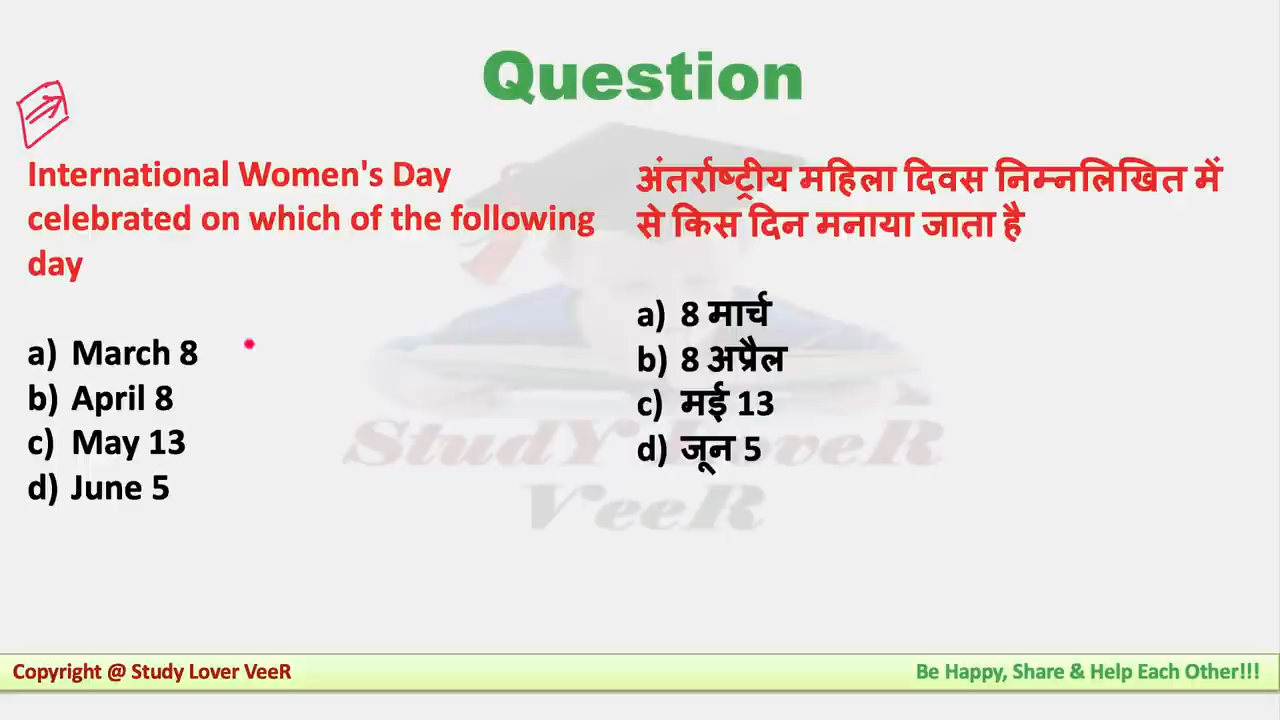 Question
International Women's Day
celebrated on which of the following
day
a) March 8
b) April 8
c) May 13
d) June 5
अंतर्राष्ट्रीय महिला दिवस निम्नलिखित में
से किस दिन मनाया जाता है
a) 8 मार्च
b) 8 अप्रैल
c) मई 13
d) जून 5
StudY LoveR
VeeR
Copyright @ Study Lover VeeR
Be Happy, Share & Help Each Other!!!